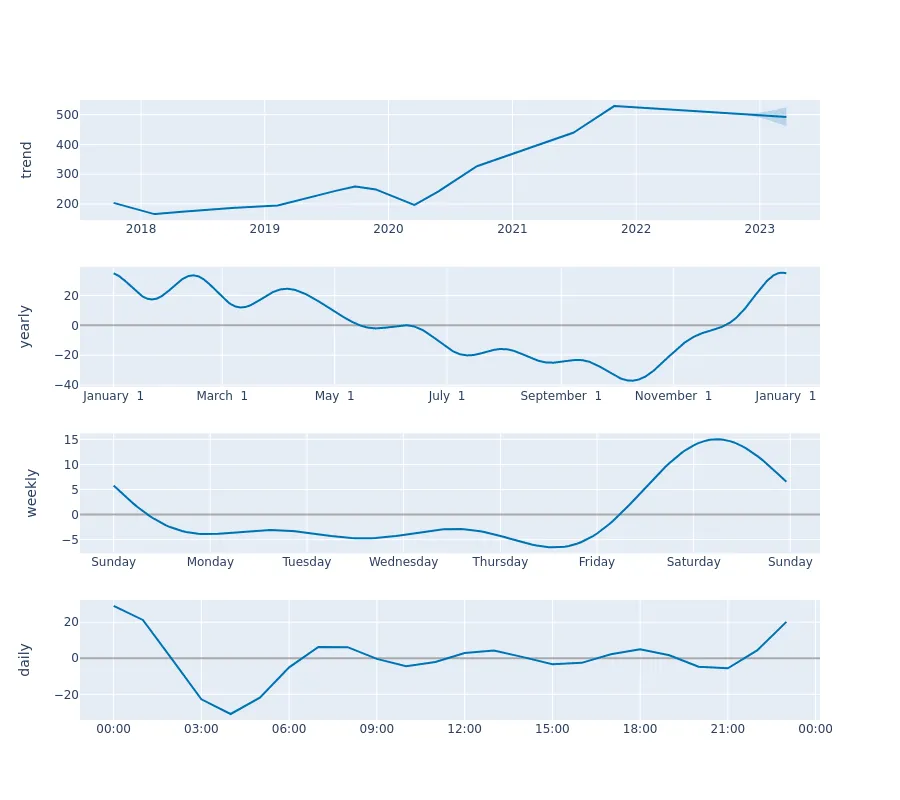 trend
500
400
300
200
2018 2019 2020 2021 2022 2023
yearly
20
0
−20
−40
January 1 March 1 May 1 July 1 September 1 November 1 January 1
weekly
15
10
5
0
−5
Sunday Monday Tuesday Wednesday Thursday Friday Saturday Sunday
daily
20
0
−20
00:00 03:00 06:00 09:00 12:00 15:00 18:00 21:00 00:00